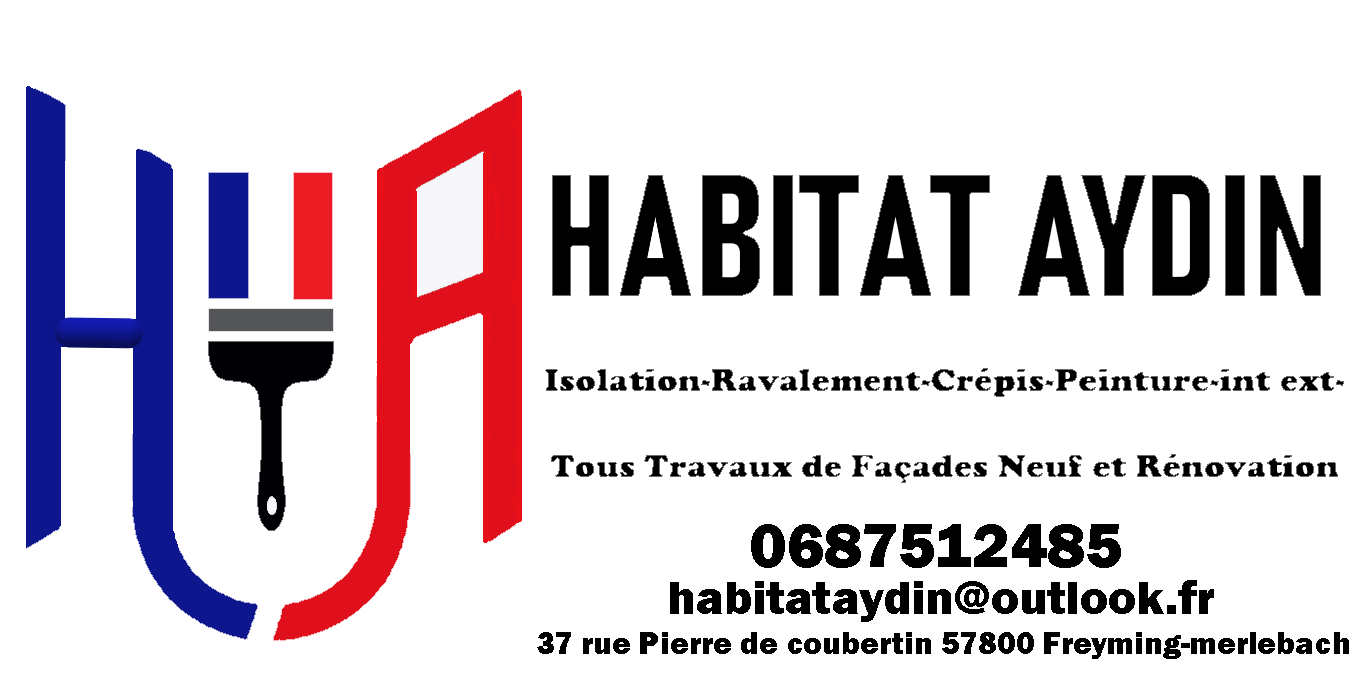 HA
HABITAT AYDIN
Isolation-Ravalement-Crépis-Peinture-int ext-
Tous Travaux de Façades Neuf et Rénovation
0687512485
habitataydin@outlook.fr
37 rue Pierre de coubertin 57800 Freyming-merlebach